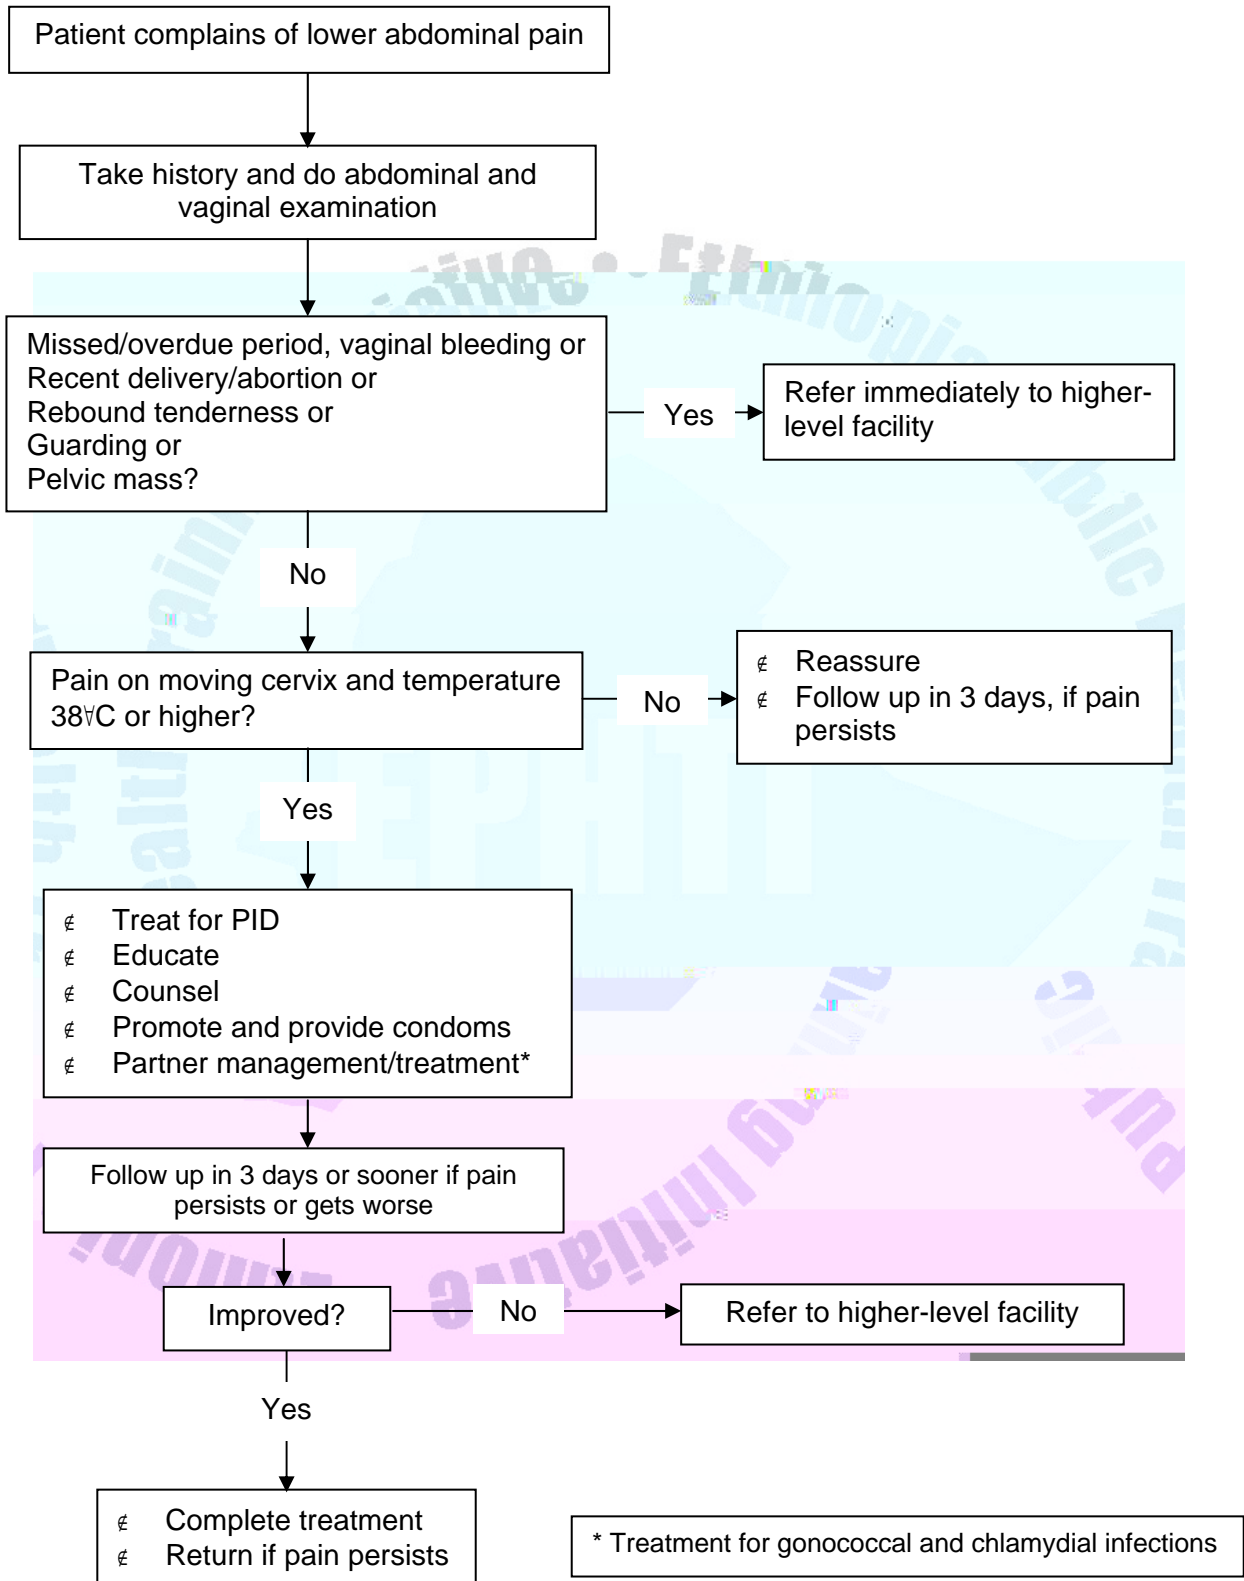 Patient complains of lower abdominal pain
Take history and do abdominal and
vaginal examination
Missed/overdue period, vaginal bleeding or
Recent delivery/abortion or
Rebound tenderness or
Guarding or
Pelvic mass?
Yes
Refer immediately to higher-
level facility
No
Pain on moving cervix and temperature
38∀C or higher?
No
∉ Reassure
∉ Follow up in 3 days, if pain
persists
Yes
∉ Treat for PID
∉ Educate
∉ Counsel
∉ Promote and provide condoms
∉ Partner management/treatment*
Follow up in 3 days or sooner if pain
persists or gets worse
Improved?
No
Refer to higher-level facility
Yes
∉ Complete treatment
∉ Return if pain persists
* Treatment for gonococcal and chlamydial infections
EPHTI